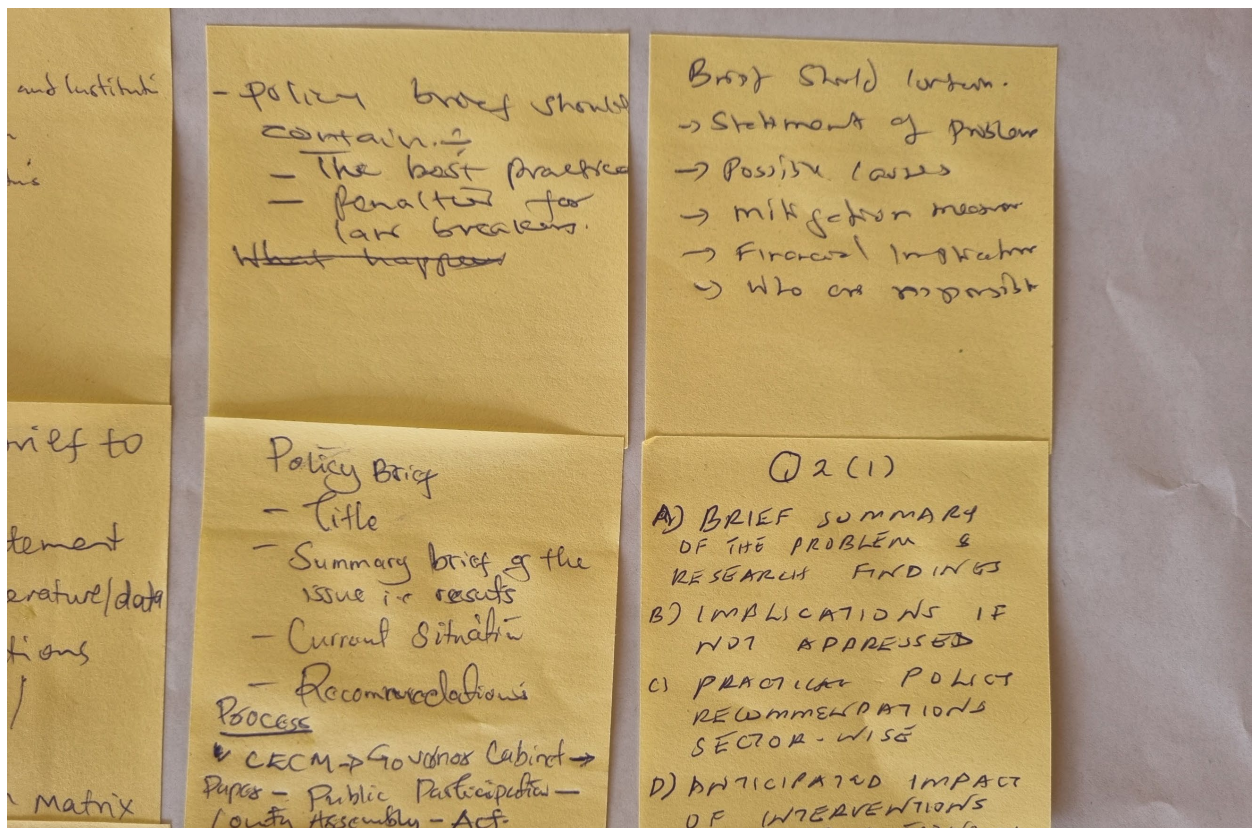 and Instituti
- Policy brief should
contain:-
- The best practice
- Penalties for
law breakers.
What happens
Brief Should Contain.
→ Statement of problem
→ Possible causes
→ mitigation measures
→ Financial Implication
→ Who are responsible
rief to
tement
erature/data
tions
Matrix
Policy Brief
- Title
- Summary brief of the
issue i.e results
- Current Situation
- Recommendations
PROCESS
CECM → Governor Cabinet →
Paper - Public Participation -
County Assembly - Act.
Q2(1)
A) BRIEF SUMMARY
OF THE PROBLEM &
RESEARCH FINDINGS
B) IMPLICATIONS IF
NOT ADDRESSED
C) PRACTICAL POLICY
RECOMMENDATIONS
SECTOR-WISE
D) ANTICIPATED IMPACT
OF INTERVENTIONS